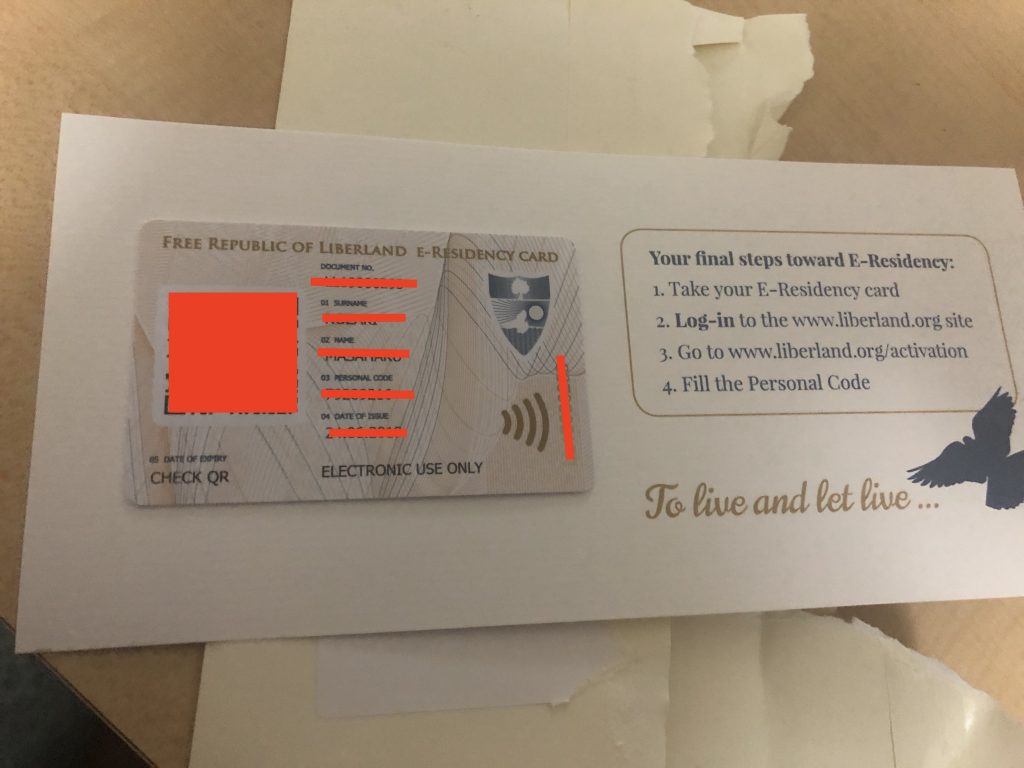 FREE REPUBLIC OF LIBERLAND E-RESIDENCY CARD
DOCUMENT NO.
01 SURNAME
02 NAME
03 PERSONAL CODE
04 DATE OF ISSUE
05 DATE OF EXPIRY
CHECK QR
ELECTRONIC USE ONLY
Your final steps toward E-Residency:
1. Take your E-Residency card
2. Log-in to the www.liberland.org site
3. Go to www.liberland.org/activation
4. Fill the Personal Code
To live and let live ...